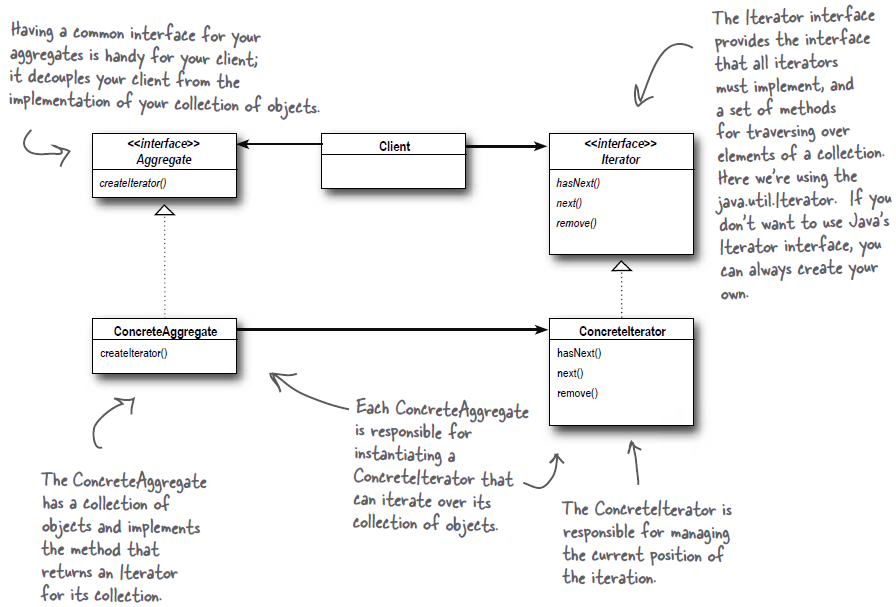 Having a common interface for your
aggregates is handy for your client;
it decouples your client from the
implementation of your collection of objects.
The Iterator interface
provides the interface
that all iterators
must implement, and
a set of methods
for traversing over
elements of a collection.
Here we're using the
java.util.Iterator. If you
don't want to use Java's
Iterator interface, you
can always create your
own.
<<interface>>
Aggregate
createIterator()
Client
<<interface>>
Iterator
hasNext()
next()
remove()
ConcreteAggregate
createIterator()
ConcreteIterator
hasNext()
next()
remove()
Each ConcreteAggregate
is responsible for
instantiating a
ConcreteIterator that
can iterate over its
collection of objects.
The ConcreteAggregate
has a collection of
objects and implements
the method that
returns an Iterator
for its collection.
The ConcreteIterator is
responsible for managing
the current position of
the iteration.